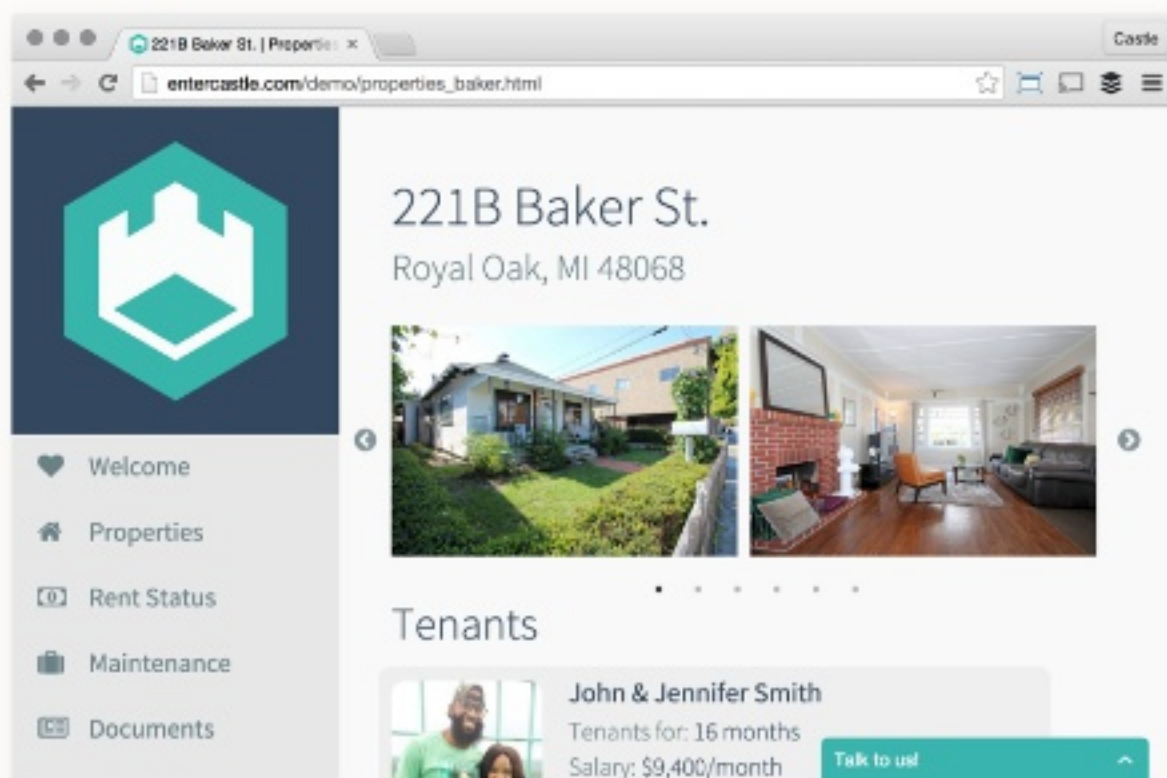 221B Baker St. | Propertie
Castle
entercastle.com/demo/properties_baker.html
221B Baker St.
Royal Oak, MI 48068
Welcome
Properties
Rent Status
Maintenance
Documents
Tenants
John & Jennifer Smith
Tenants for: 16 months
Salary: $9,400/month
Talk to us!